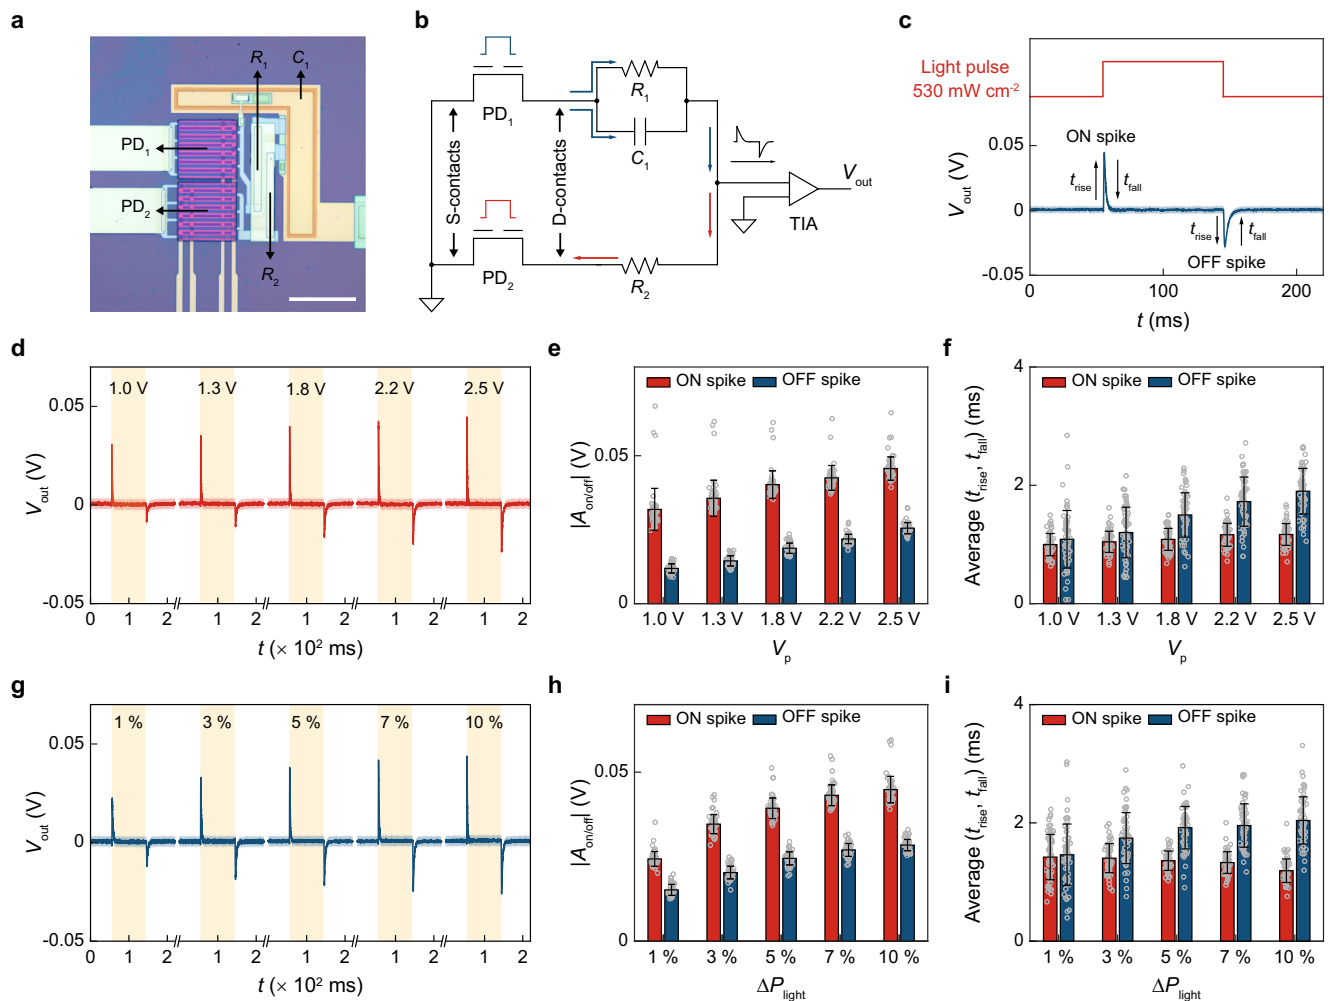 a
R1
C1
PD1
PD2
R2
b
R1
PD1
C1
S-contacts
D-contacts
Vout
TIA
PD2
R2
c
Light pulse
530 mW cm-2
0.05
ON spike
trise
tfall
Vout (V)
0
trise
tfall
OFF spike
-0.05
0 100 200
t (ms)
d
1.0 V 1.3 V 1.8 V 2.2 V 2.5 V
0.05
Vout (V)
0
-0.05
0 1 2 1 2 1 2 1 2 1 2
t (× 10² ms)
e
ON spike OFF spike
0.05
|Aon/off| (V)
0
1.0 V 1.3 V 1.8 V 2.2 V 2.5 V
Vp
f
4
ON spike OFF spike
Average (trise, tfall) (ms)
2
0
1.0 V 1.3 V 1.8 V 2.2 V 2.5 V
Vp
g
1 % 3 % 5 % 7 % 10 %
0.05
Vout (V)
0
-0.05
0 1 2 1 2 1 2 1 2 1 2
t (× 10² ms)
h
ON spike OFF spike
0.05
|Aon/off| (V)
0
1 % 3 % 5 % 7 % 10 %
ΔPlight
i
4
ON spike OFF spike
Average (trise, tfall) (ms)
2
0
1 % 3 % 5 % 7 % 10 %
ΔPlight